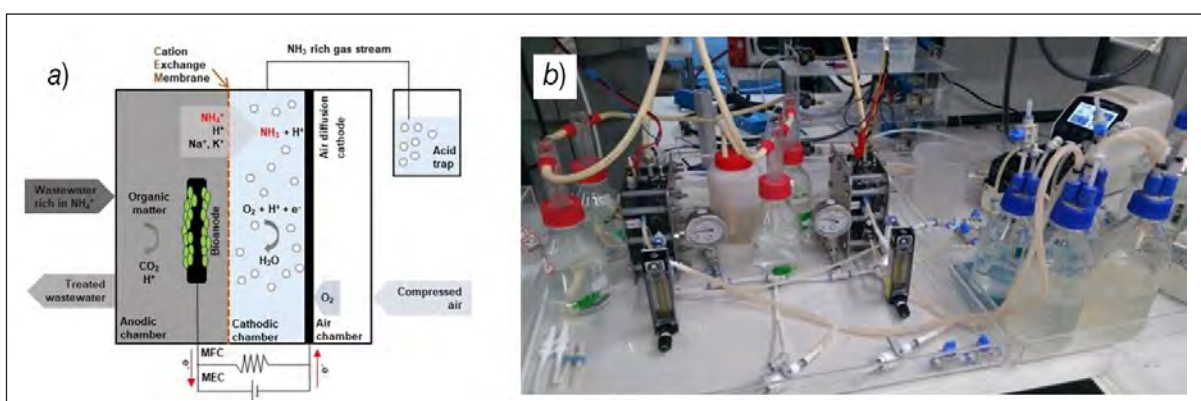 a)
Cation
Exchange
Membrane
NH₃ rich gas stream
NH₄⁺
H⁺
Na⁺, K⁺
NH₃ + H⁺
Air diffusion
cathode
Acid
trap
Wastewater
rich in NH₄⁺
Organic
matter
Bioanode
O₂ + H⁺ + e⁻
H₂O
CO₂
H⁺
Treated
wastewater
O₂
Compressed
air
Anodic
chamber
Cathodic
chamber
Air
chamber
e⁻
MFC
MEC
e⁻
b)